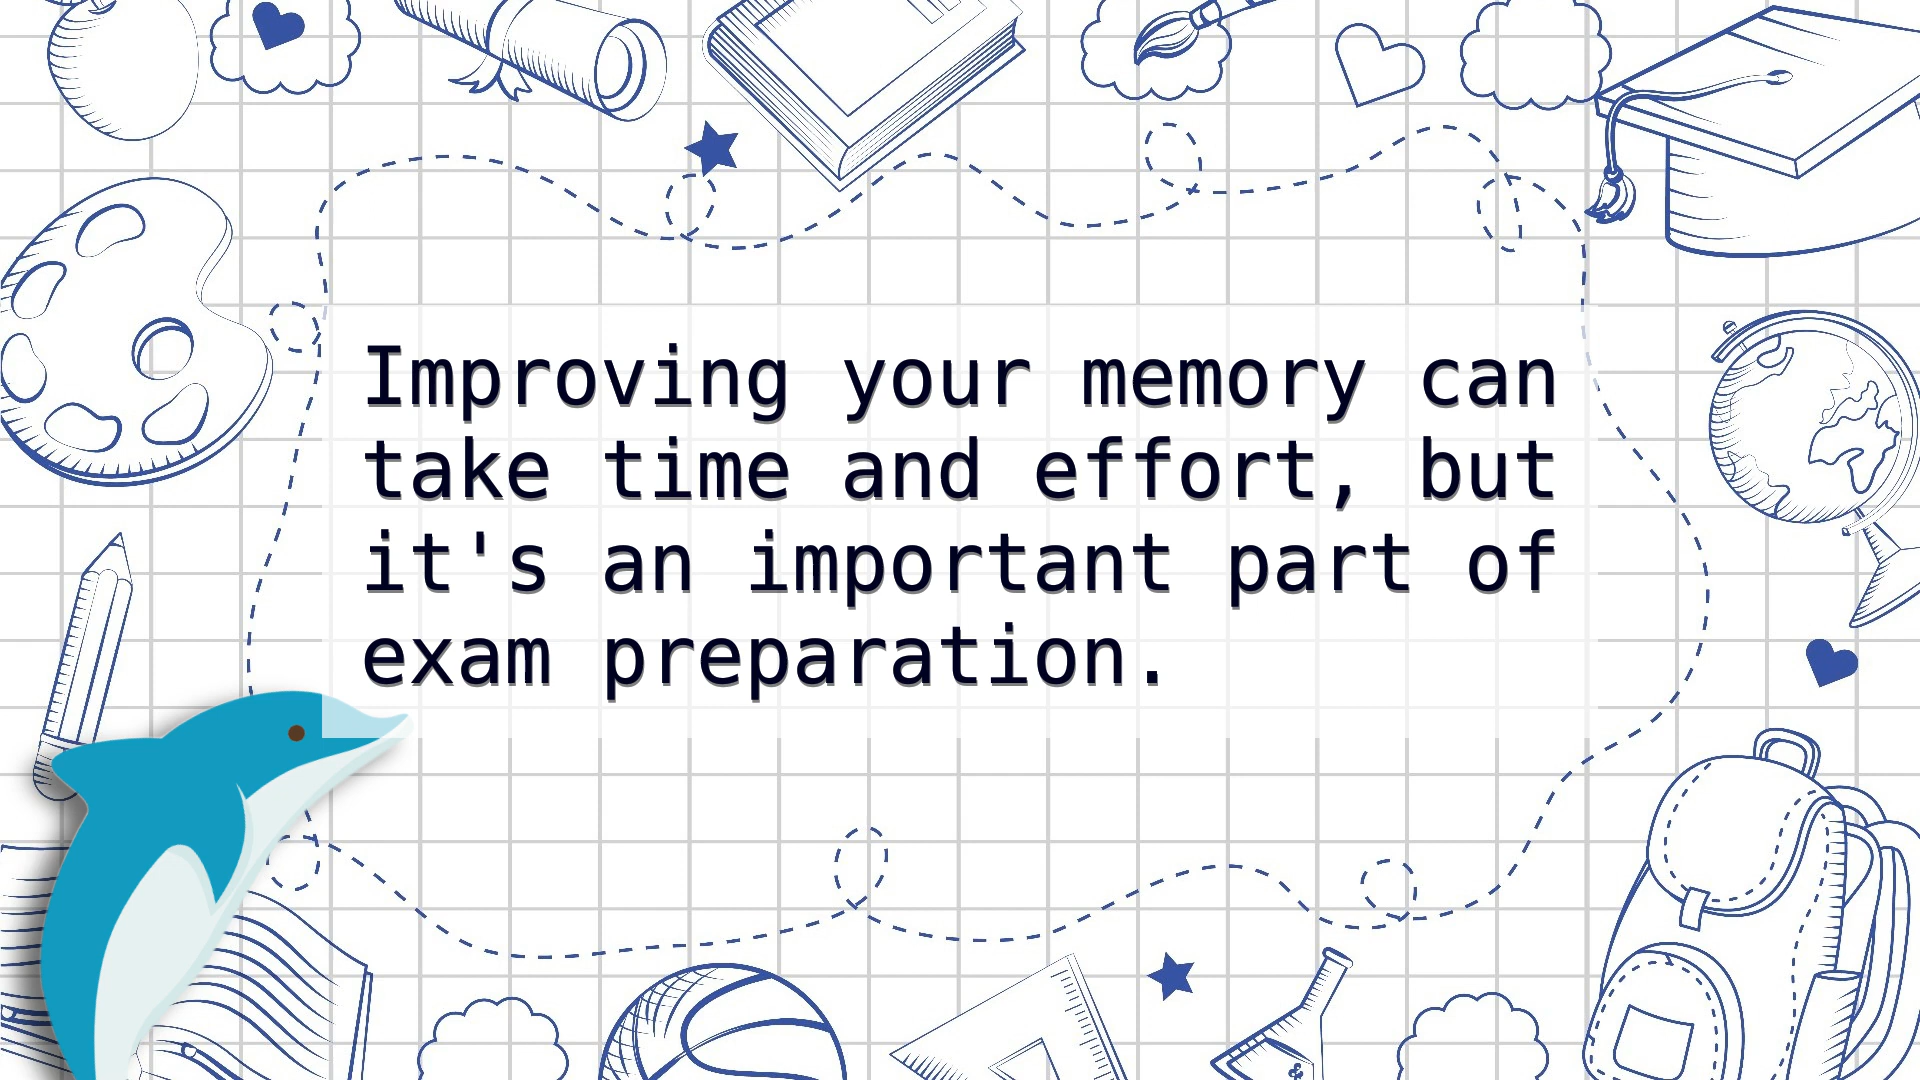 Improving your memory can
take time and effort, but
it's an important part of
exam preparation.